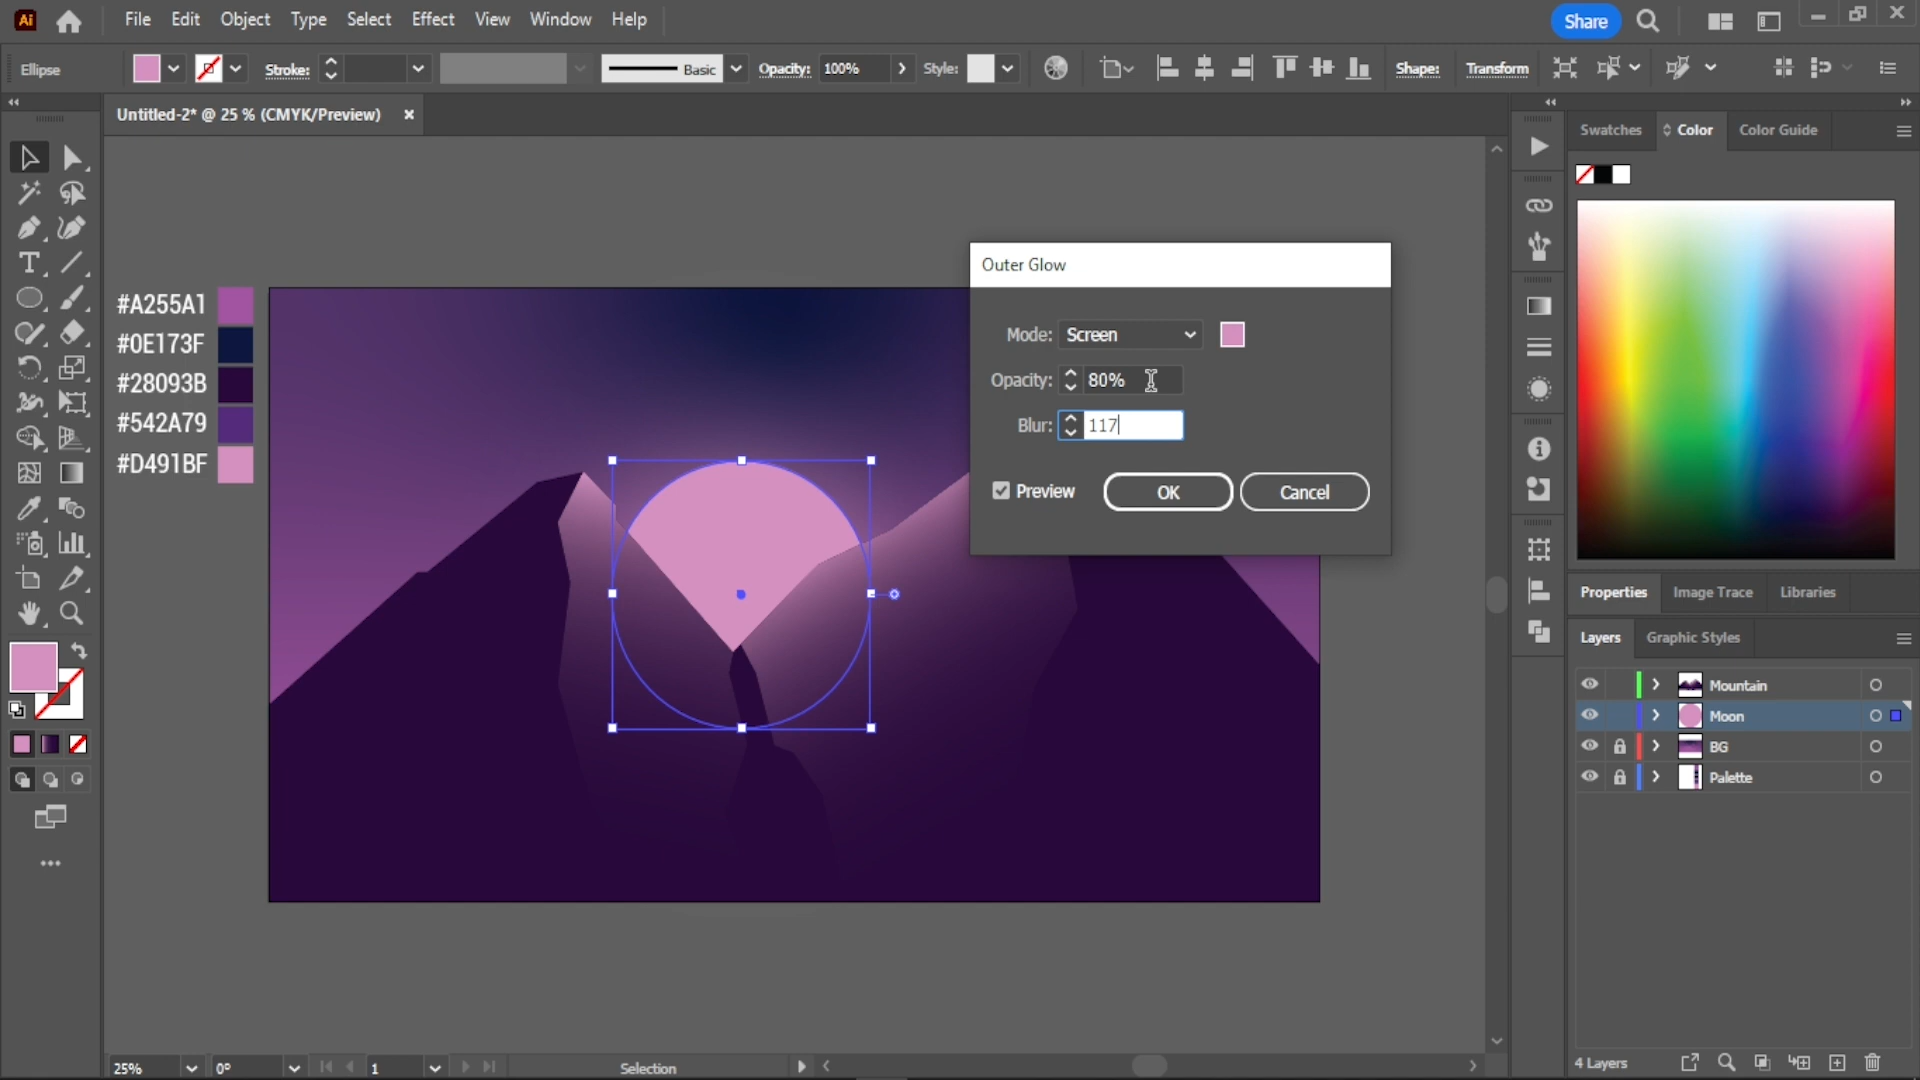 Ai File Edit Object Type Select Effect View Window Help Share
Ellipse Stroke: Basic Opacity: 100% Style: Shape: Transform
Untitled-2* @ 25 % (CMYK/Preview) ×
Swatches Color Color Guide
#A255A1
#0E173F
#28093B
#542A79
#D491BF
Outer Glow
Mode: Screen
Opacity: 80%
Blur: 117
Preview OK Cancel
Properties Image Trace Libraries
Layers Graphic Styles
Mountain
Moon
BG
Palette
4 Layers
25% 0° 1 Selection